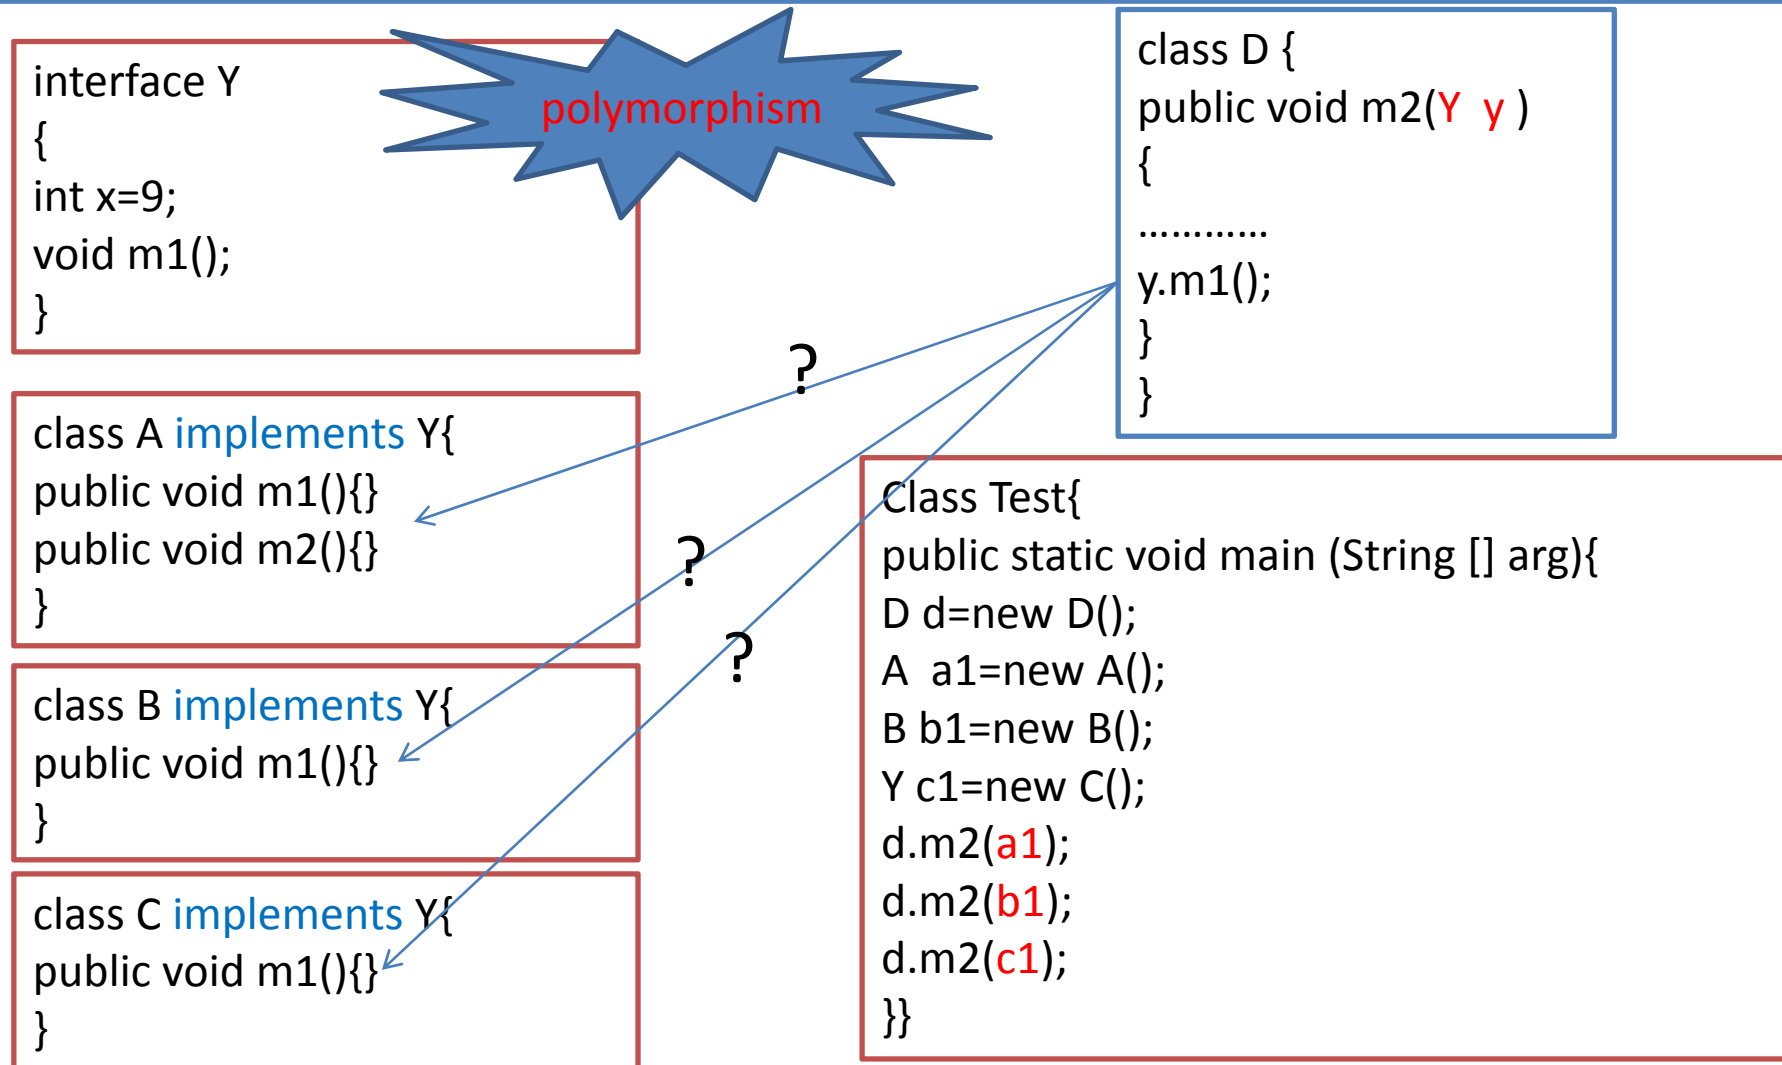 interface Y
{
int x=9;
void m1();
}
polymorphism
class D {
public void m2(Y  y )
{
………….
y.m1();
}
}
?
?
?
class A implements Y{
public void m1(){}
public void m2(){}
}
class B implements Y{
public void m1(){}
}
class C implements Y{
public void m1(){}
}
Class Test{
public static void main (String [] arg){
D d=new D();
A  a1=new A();
B b1=new B();
Y c1=new C();
d.m2(a1);
d.m2(b1);
d.m2(c1);
}}